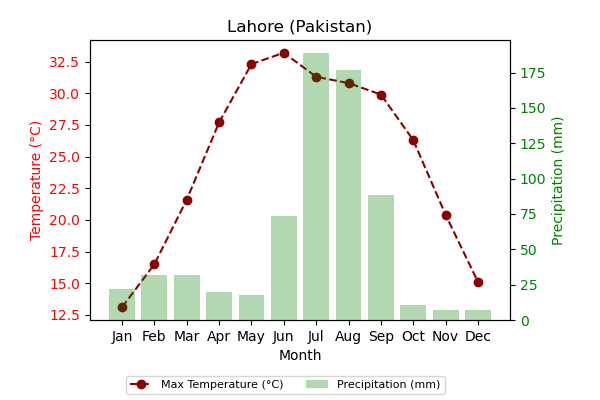 Lahore (Pakistan)
Temperature (°C)
32.5
30.0
27.5
25.0
22.5
20.0
17.5
15.0
12.5
175
150
125
100
75
50
25
0
Precipitation (mm)
Jan Feb Mar Apr May Jun Jul Aug Sep Oct Nov Dec
Month
Max Temperature (°C) Precipitation (mm)